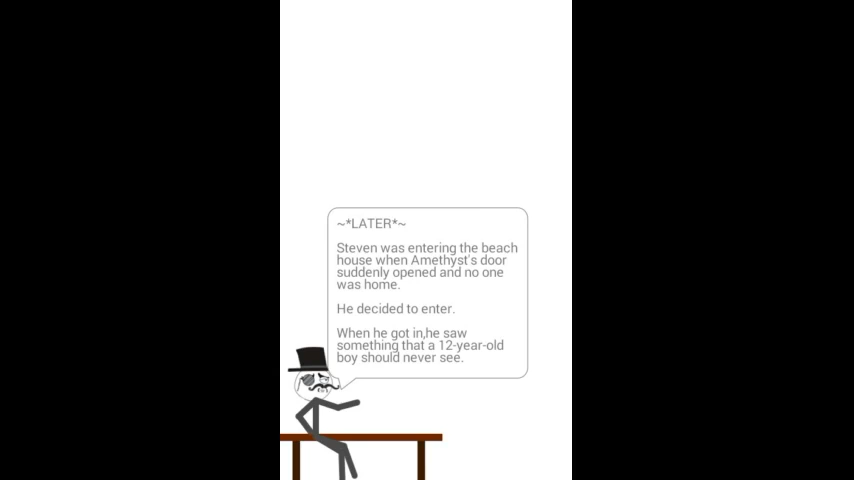 ~*LATER*~
Steven was entering the beach
house when Amethyst's door
suddenly opened and no one
was home.
He decided to enter.
When he got in,he saw
something that a 12-year-old
boy should never see.